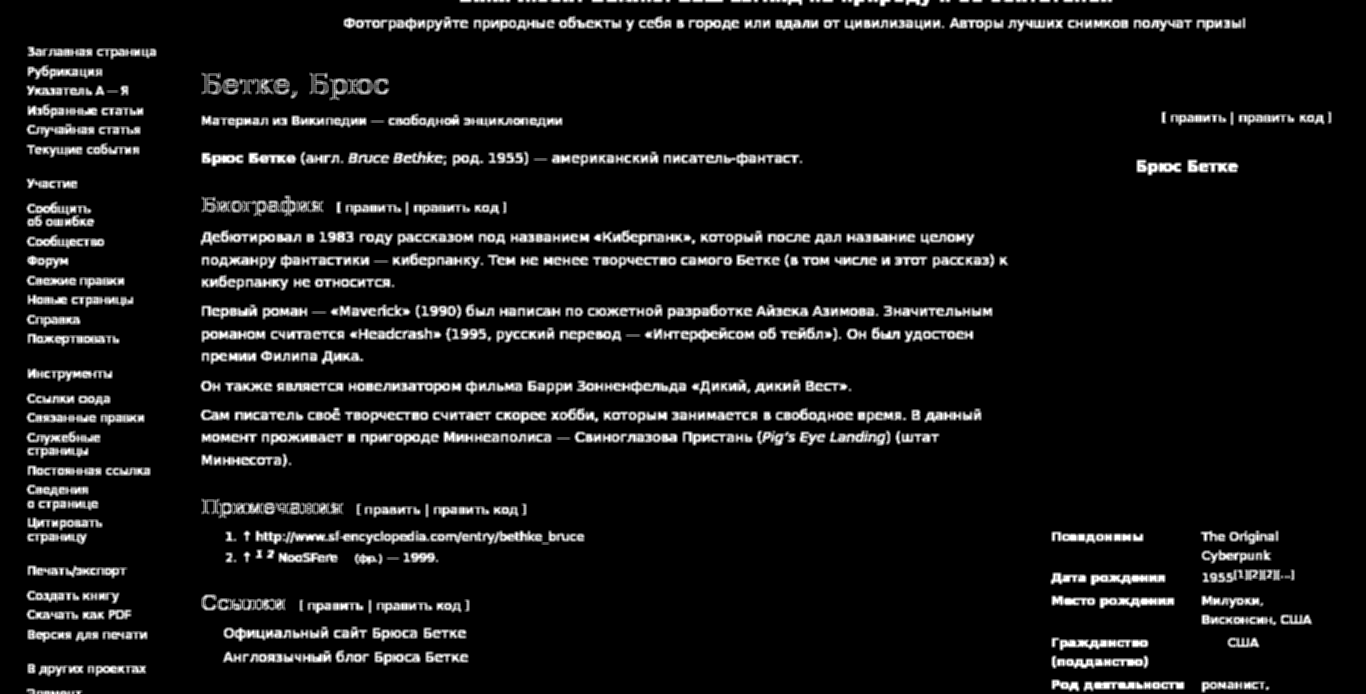 Фотографируйте природные объекты у себя в городе или вдали от цивилизации. Авторы лучших снимков получат призы!
Заглавная страница
Рубрикация
Указатель А — Я
Избранные статьи
Случайная статья
Текущие события
Участие
Сообщить
об ошибке
Сообщество
Форум
Свежие правки
Новые страницы
Справка
Пожертвовать
Инструменты
Ссылки сюда
Связанные правки
Служебные
страницы
Постоянная ссылка
Сведения
о странице
Цитировать
страницу
Печать/экспорт
Создать книгу
Скачать как PDF
Версия для печати
В других проектах
Элемент
Бетке, Брюс
Материал из Википедии — свободной энциклопедии
Брюс Бетке (англ. Bruce Bethke; род. 1955) — американский писатель-фантаст.
Биография [ править | править код ]
Дебютировал в 1983 году рассказом под названием «Киберпанк», который после дал название целому
поджанру фантастики — киберпанку. Тем не менее творчество самого Бетке (в том числе и этот рассказ) к
киберпанку не относится.
Первый роман — «Maverick» (1990) был написан по сюжетной разработке Айзека Азимова. Значительным
романом считается «Headcrash» (1995, русский перевод — «Интерфейсом об тейбл»). Он был удостоен
премии Филипа Дика.
Он также является новелизатором фильма Барри Зонненфельда «Дикий, дикий Вест».
Сам писатель своё творчество считает скорее хобби, которым занимается в свободное время. В данный
момент проживает в пригороде Миннеаполиса — Свиноглазова Пристань (Pig's Eye Landing) (штат
Миннесота).
Примечания [ править | править код ]
1. ↑ http://www.sf-encyclopedia.com/entry/bethke_bruce
2. ↑ 1 2 NooSFere (фр.) — 1999.
Ссылки [ править | править код ]
Официальный сайт Брюса Бетке
Англоязычный блог Брюса Бетке
[ править | править код ]
Брюс Бетке
Псевдонимы The Original
Cyberpunk
Дата рождения 1955[1][2][2][…]
Место рождения Милуоки,
Висконсин, США
Гражданство США
(подданство)
Род деятельности романист,